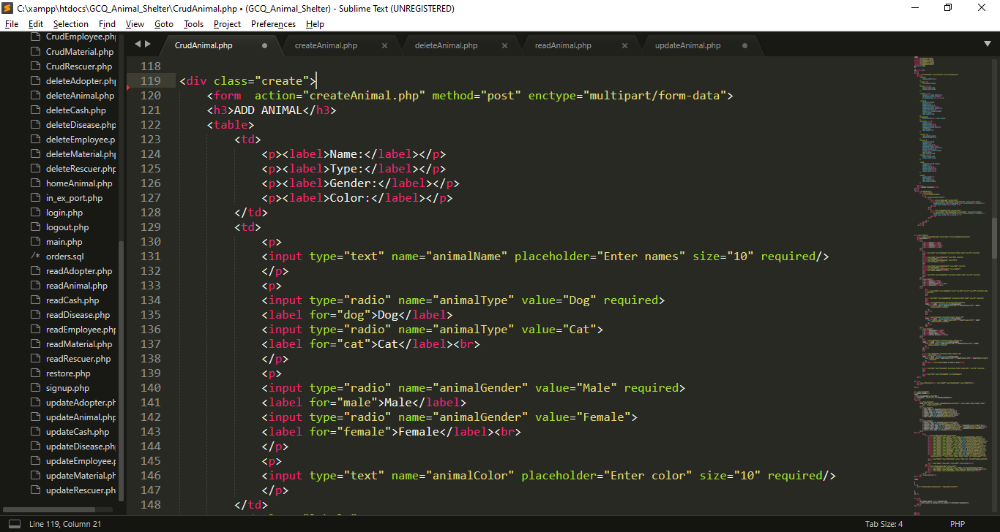 C:\xampp\htdocs\GCQ_Animal_Shelter\CrudAnimal.php • (GCQ_Animal_Shelter) - Sublime Text (UNREGISTERED)
File Edit Selection Find View Goto Tools Project Preferences Help
CrudAnimal.php createAnimal.php deleteAnimal.php readAnimal.php updateAnimal.php
CrudEmployee.php
CrudMaterial.php
CrudRescuer.php
deleteAdopter.php
deleteAnimal.php
deleteCash.php
deleteDisease.php
deleteEmployee.p
deleteMaterial.php
deleteRescuer.php
homeAnimal.php
in_ex_port.php
login.php
logout.php
main.php
/* orders.sql
readAdopter.php
readAnimal.php
readCash.php
readDisease.php
readEmployee.php
readMaterial.php
readRescuer.php
restore.php
signup.php
updateAdopter.ph
updateAnimal.php
updateCash.php
updateDisease.ph
updateEmployee.p
updateMaterial.ph
updateRescuer.ph
118
119 <div class="create">
120 <form  action="createAnimal.php" method="post" enctype="multipart/form-data">
121 <h3>ADD ANIMAL</h3>
122 <table>
123 <td>
124 <p><label>Name:</label></p>
125 <p><label>Type:</label></p>
126 <p><label>Gender:</label></p>
127 <p><label>Color:</label></p>
128 </td>
129 <td>
130 <p>
131 <input type="text" name="animalName" placeholder="Enter names" size="10" required/>
132 </p>
133 <p>
134 <input type="radio" name="animalType" value="Dog" required>
135 <label for="dog">Dog</label>
136 <input type="radio" name="animalType" value="Cat">
137 <label for="cat">Cat</label><br>
138 </p>
139 <p>
140 <input type="radio" name="animalGender" value="Male" required>
141 <label for="male">Male</label>
142 <input type="radio" name="animalGender" value="Female">
143 <label for="female">Female</label><br>
144 </p>
145 <p>
146 <input type="text" name="animalColor" placeholder="Enter color" size="10" required/>
147 </p>
148 </td>
Line 119, Column 21
Tab Size: 4 PHP